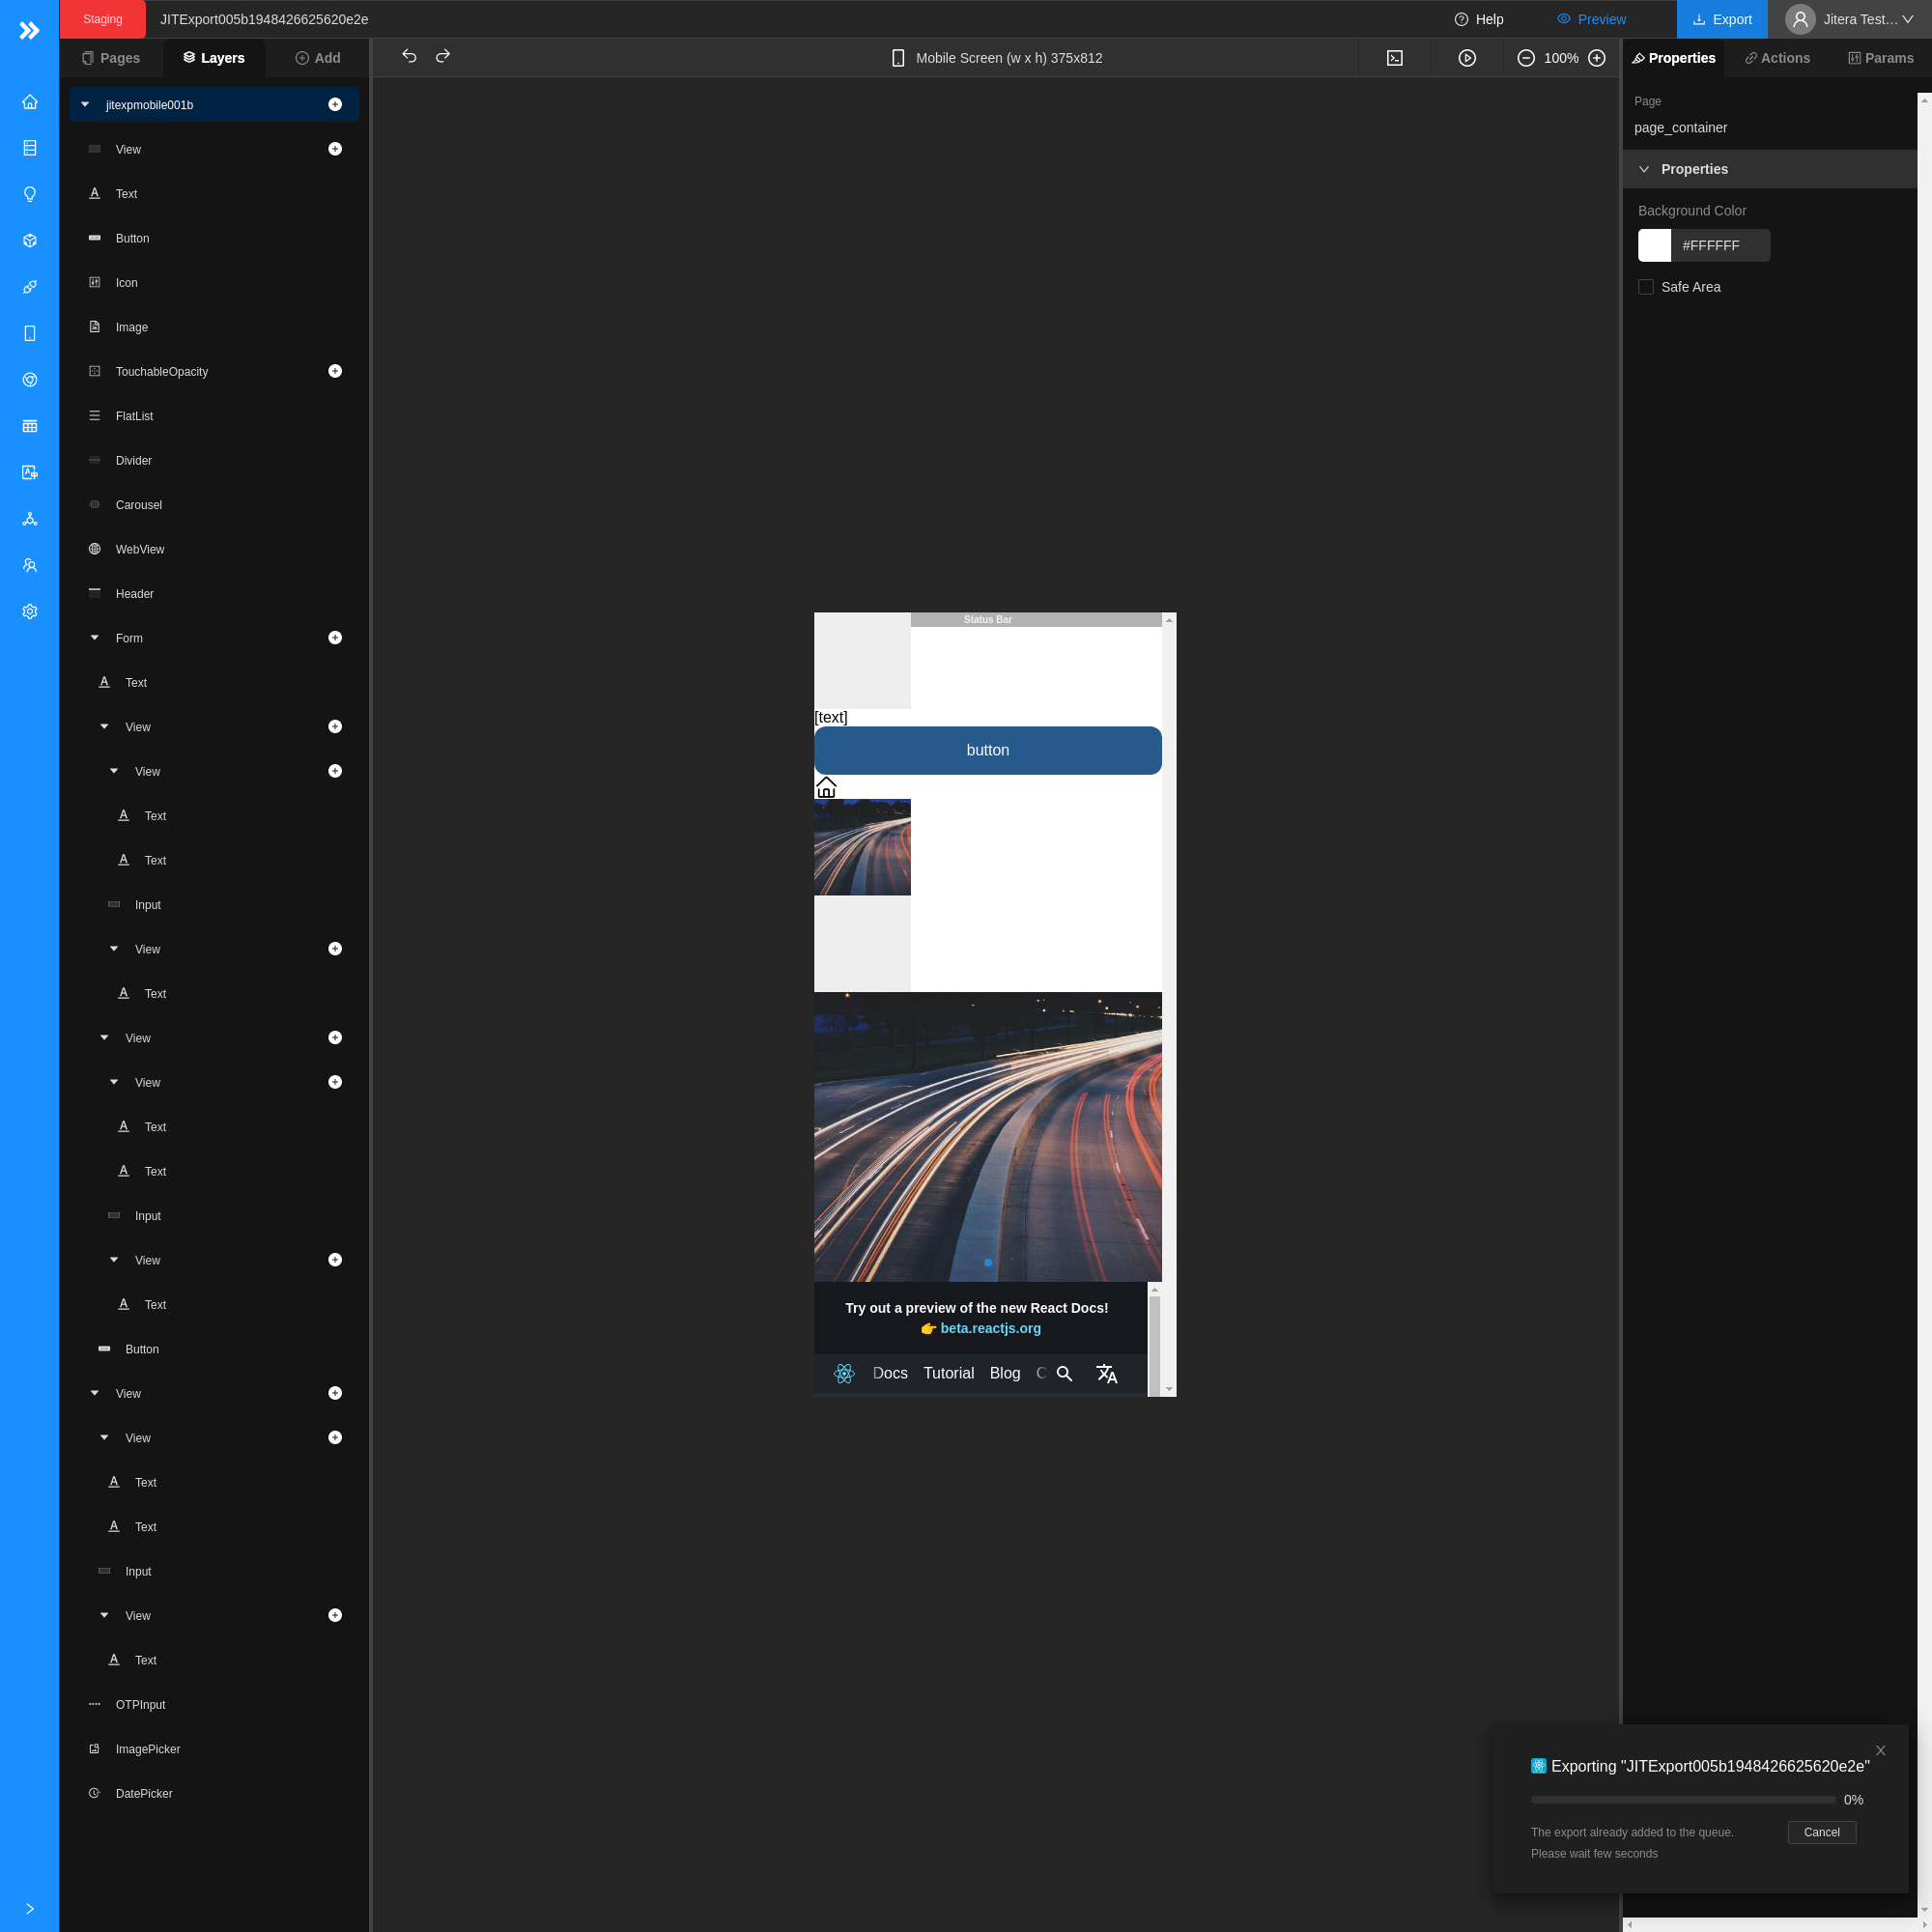 Staging
JITExport005b1948426625620e2e
Help
Preview
Export
Jitera Test...
Pages
Layers
Add
Mobile Screen (w x h) 375x812
100%
Properties
Actions
Params
jitexpmobile001b
View
Text
Button
Icon
Image
TouchableOpacity
FlatList
Divider
Carousel
WebView
Header
Form
Text
View
View
Text
Text
Input
View
Text
View
View
Text
Text
Input
View
Text
Button
View
View
Text
Text
Input
View
Text
OTPInput
ImagePicker
DatePicker
Status Bar
[text]
button
Try out a preview of the new React Docs!
👉 beta.reactjs.org
Docs Tutorial Blog C
Page
page_container
Properties
Background Color
#FFFFFF
Safe Area
Exporting "JITExport005b1948426625620e2e"
0%
The export already added to the queue.
Please wait few seconds
Cancel